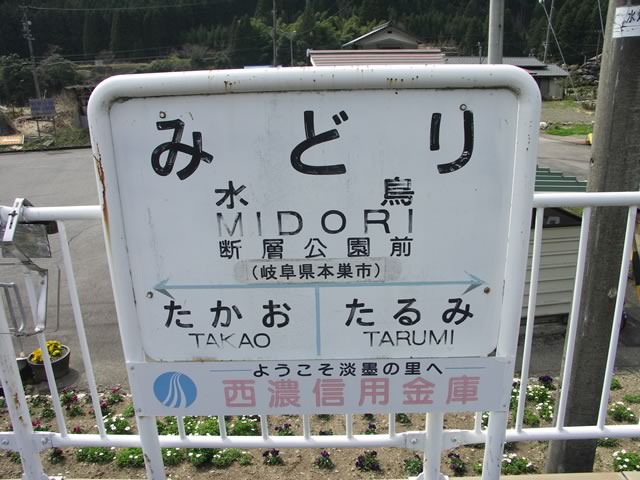 みどり
水鳥
MIDORI
断層公園前
(岐阜県本巣市)
たかお たるみ
TAKAO TARUMI
ようこそ淡墨の里へ
西濃信用金庫